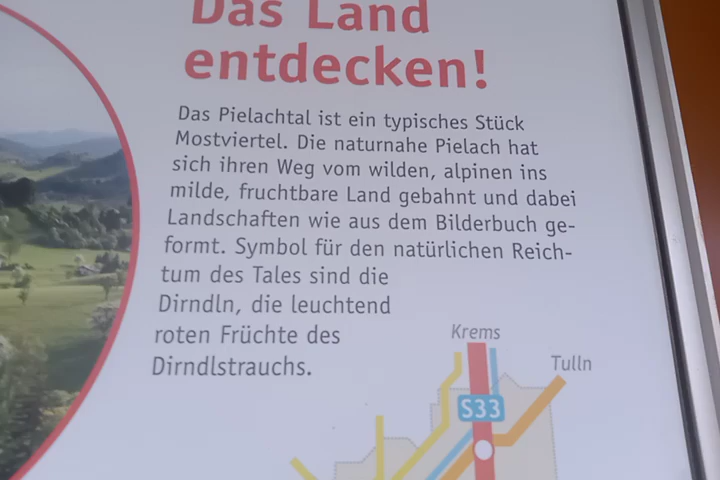 Das Land
entdecken!
Das Pielachtal ist ein typisches Stück
Mostviertel. Die naturnahe Pielach hat
sich ihren Weg vom wilden, alpinen ins
milde, fruchtbare Land gebahnt und dabei
Landschaften wie aus dem Bilderbuch ge-
formt. Symbol für den natürlichen Reich-
tum des Tales sind die
Dirndln, die leuchtend
roten Früchte des
Dirndlstrauchs.
Krems
Tulln
S33